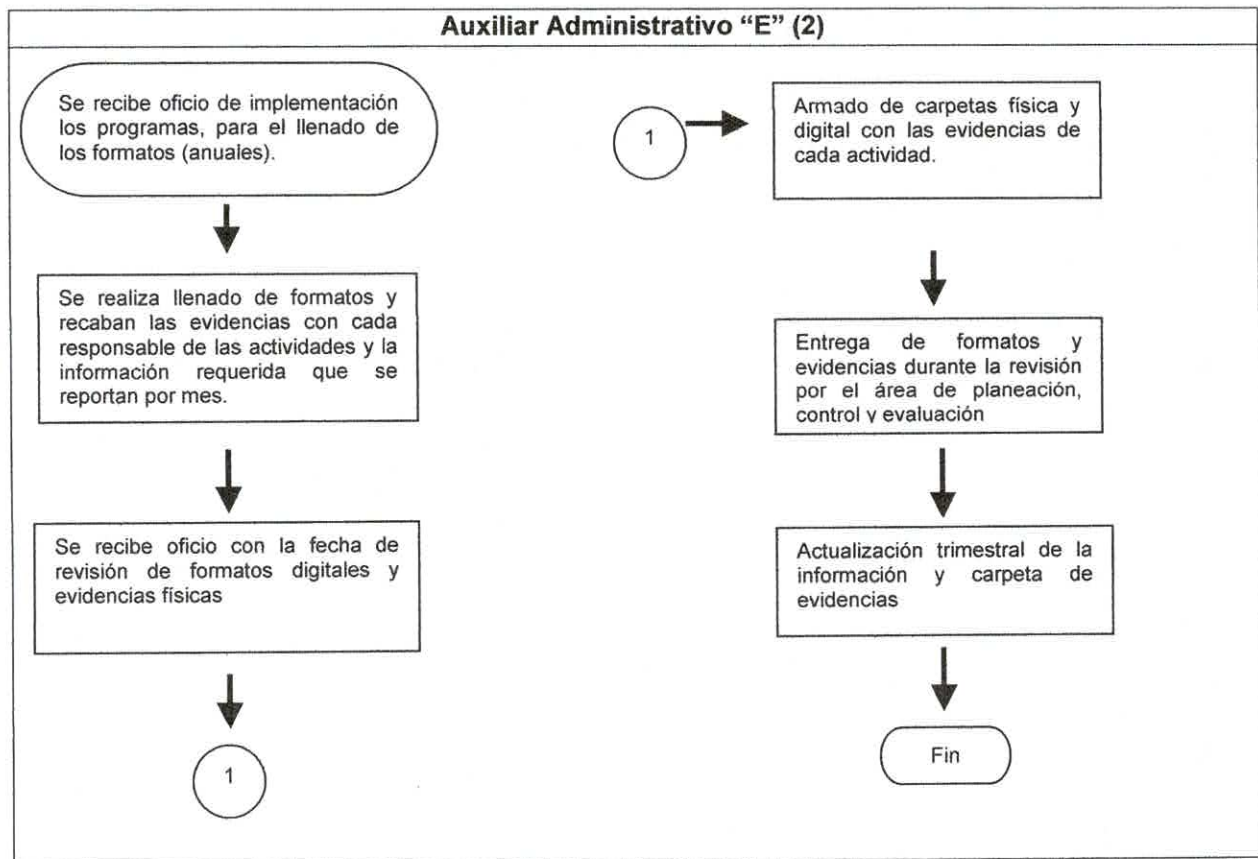 Auxiliar Administrativo “E” (2)
Se recibe oficio de implementación
los programas, para el llenado de
los formatos (anuales).
Se realiza llenado de formatos y
recaban las evidencias con cada
responsable de las actividades y la
información requerida que se
reportan por mes.
Se recibe oficio con la fecha de
revisión de formatos digitales y
evidencias físicas
1
1
Armado de carpetas física y
digital con las evidencias de
cada actividad.
Entrega de formatos y
evidencias durante la revisión
por el área de planeación,
control y evaluación
Actualización trimestral de la
información y carpeta de
evidencias
Fin